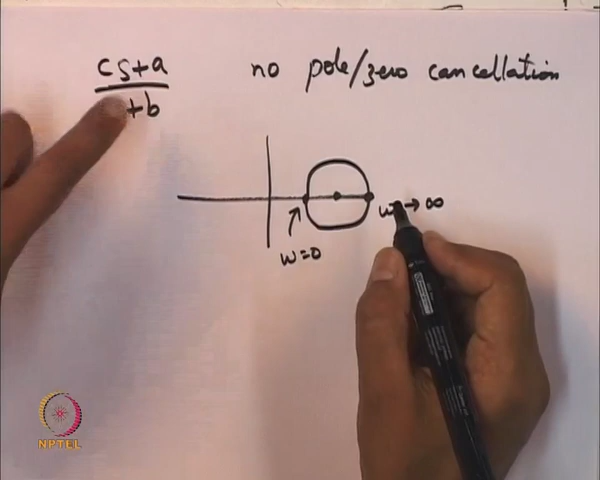 cs+a no pole/zero cancellation
+b
w→∞
w=0
NPTEL